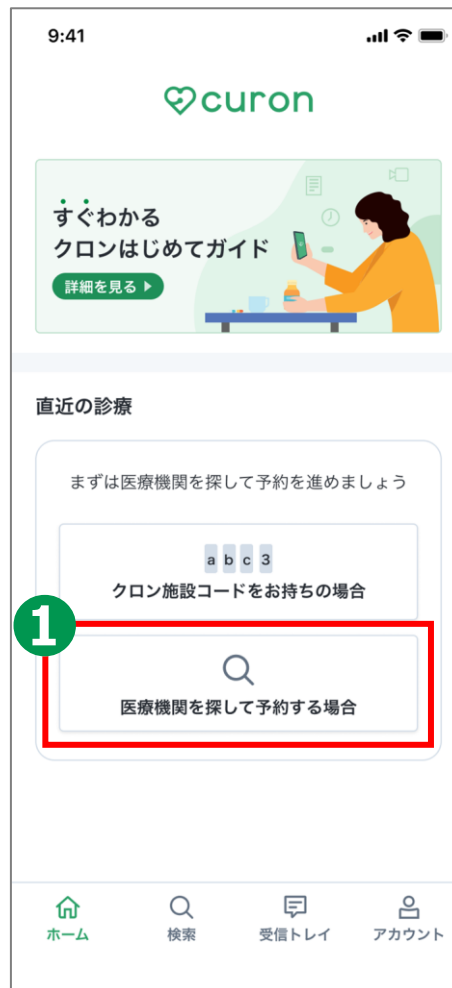 9:41
curon
すぐわかる
クロンはじめてガイド
詳細を見る
直近の診療
まずは医療機関を探して予約を進めましょう
a b c 3
クロン施設コードをお持ちの場合
1
医療機関を探して予約する場合
ホーム 検索 受信トレイ アカウント